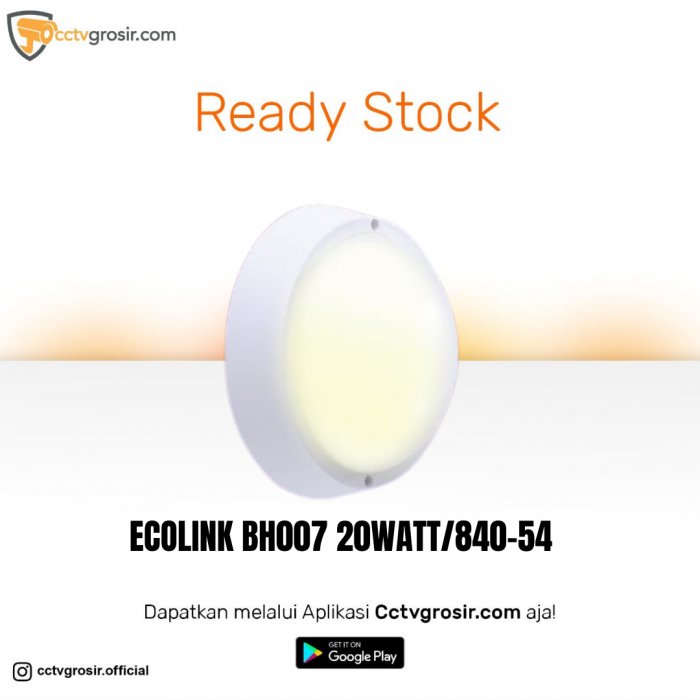 cctvgrosir.com
Ready Stock
ECOLINK BH007 20WATT/840-54
Dapatkan melalui Aplikasi Cctvgrosir.com aja!
GET IT ON
Google Play
cctvgrosir.official